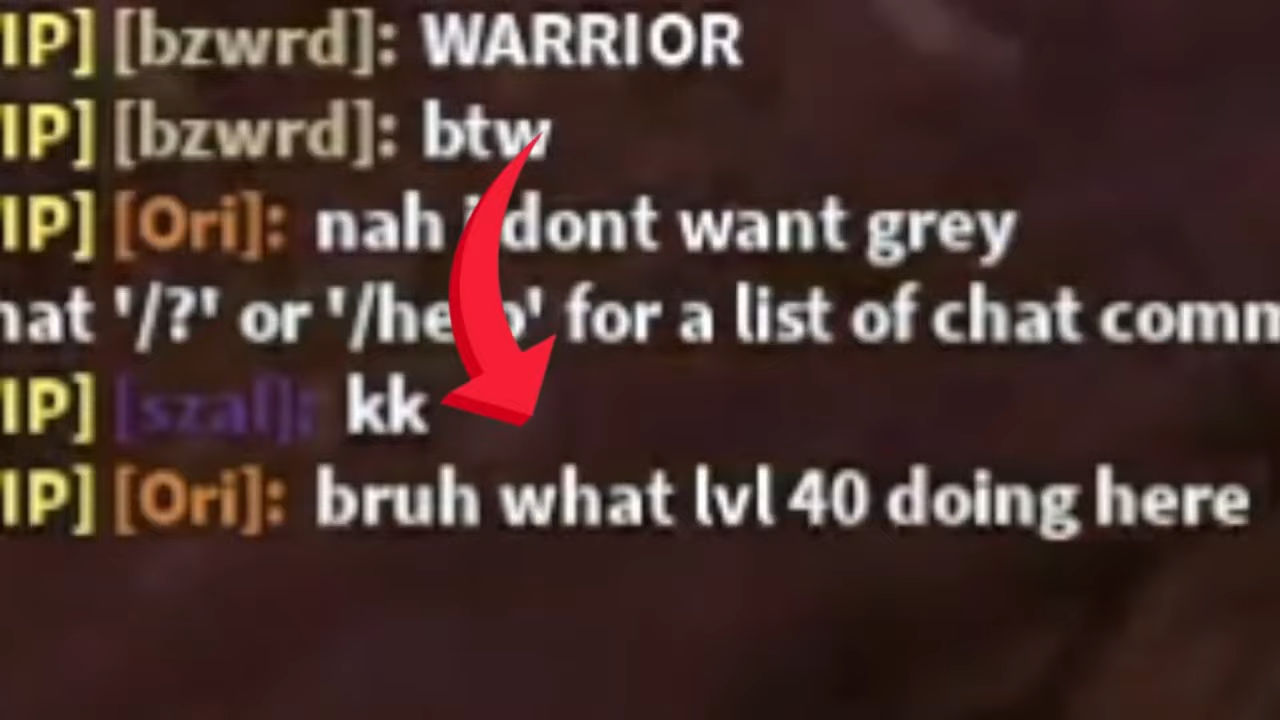 IP] [bzwrd]: WARRIOR
IP] [bzwrd]: btw
IP] [Ori]: nah i dont want grey
hat '/?' or '/help' for a list of chat comm
IP] [szal]: kk
IP] [Ori]: bruh what lvl 40 doing here